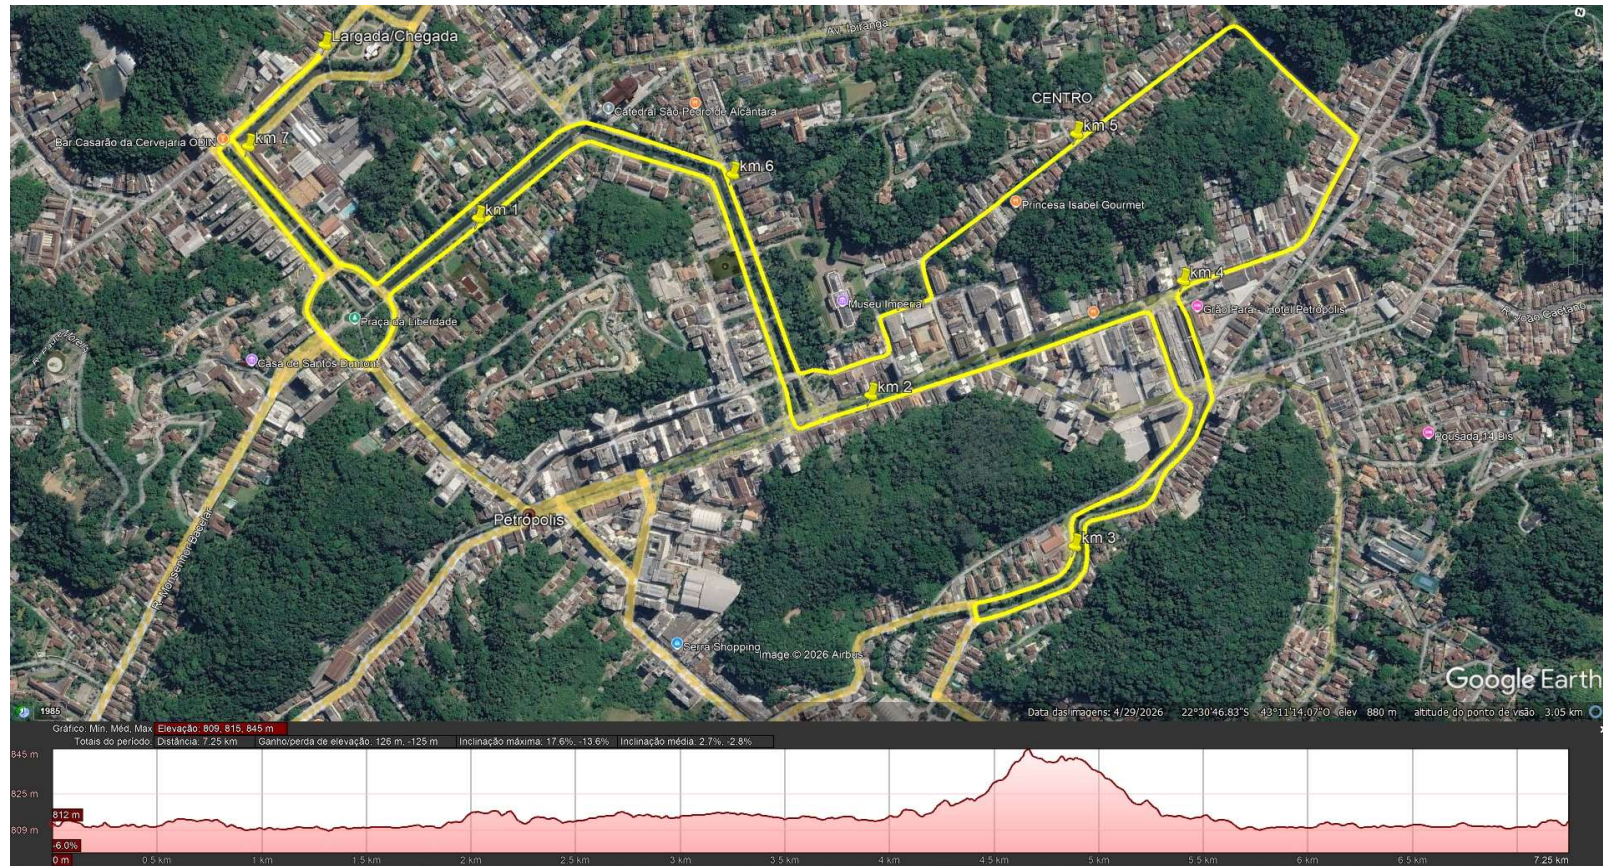 Largada/Chegada
Av. Ipiranga
Catedral São Pedro de Alcântara
CENTRO
km 5
Bar Casarão da Cervejaria ODIN
km 7
km 6
km 1
Princesa Isabel Gourmet
km 4
Museu Imperial
Grão Pará - Hotel Petrópolis
R. João Caetano
Praça da Liberdade
Casa de Santos Dumont
km 2
Pousada 14 Bis
Petrópolis
km 3
R. Monsenhor Bacelar
Serra Shopping
Image © 2026 Airbus
Google Earth
1985
Data das imagens: 4/29/2026 22°30'46.83"S 43°11'14.07"O elev 880 m altitude do ponto de visão 3.05 km
Gráfico: Mín, Méd, Máx Elevação: 809, 815, 845 m
Totais do período: Distância: 7.25 km Ganho/perda de elevação: 126 m, -125 m Inclinação máxima: 17.6%, -13.6% Inclinação média: 2.7%, -2.8%
845 m
825 m
812 m
809 m
-6.0%
0 m 0.5 km 1 km 1.5 km 2 km 2.5 km 3 km 3.5 km 4 km 4.5 km 5 km 5.5 km 6 km 6.5 km 7.25 km